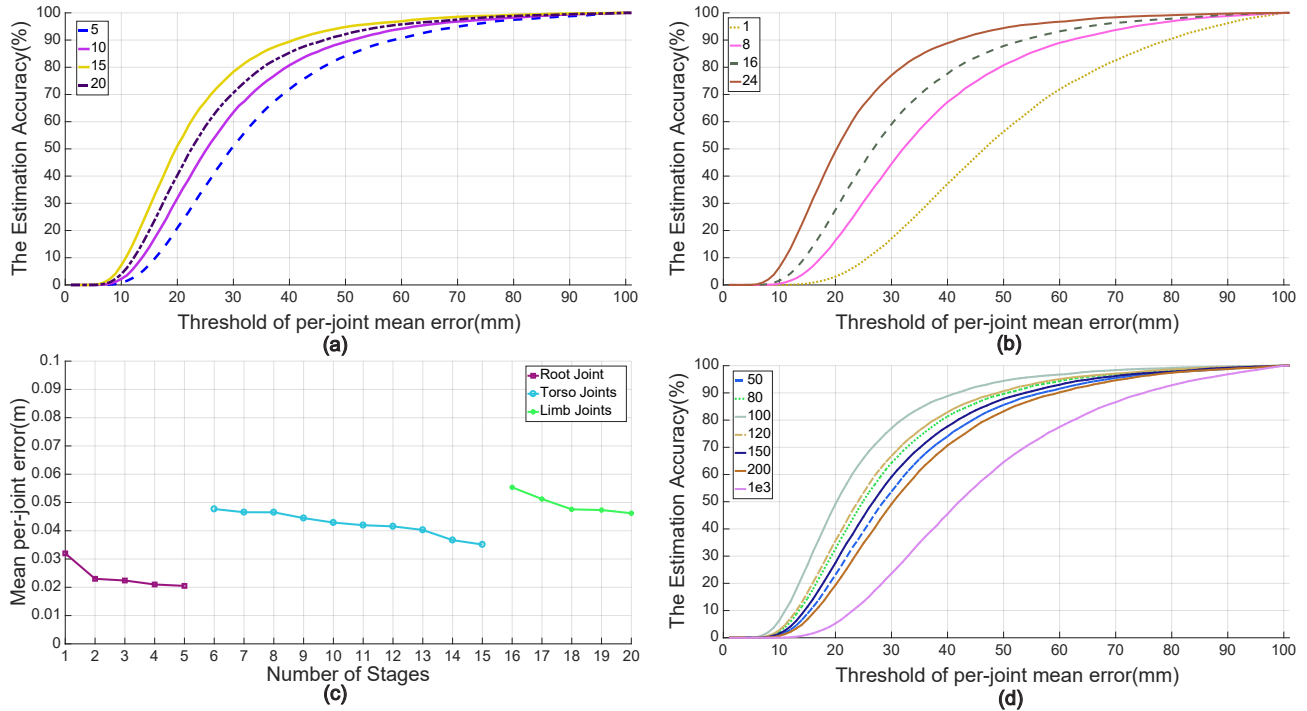 The Estimation Accuracy(%)
100
90
80
70
60
50
40
30
20
10
0
5
10
15
20
0 10 20 30 40 50 60 70 80 90 100
Threshold of per-joint mean error(mm)
(a)
The Estimation Accuracy(%)
100
90
80
70
60
50
40
30
20
10
0
1
8
16
24
0 10 20 30 40 50 60 70 80 90 100
Threshold of per-joint mean error(mm)
(b)
Mean per-joint error(m)
0.1
0.09
0.08
0.07
0.06
0.05
0.04
0.03
0.02
0.01
0
Root Joint
Torso Joints
Limb Joints
1 2 3 4 5 6 7 8 9 10 11 12 13 14 15 16 17 18 19 20
Number of Stages
(c)
The Estimation Accuracy(%)
100
90
80
70
60
50
40
30
20
10
0
50
80
100
120
150
200
1e3
0 10 20 30 40 50 60 70 80 90 100
Threshold of per-joint mean error(mm)
(d)